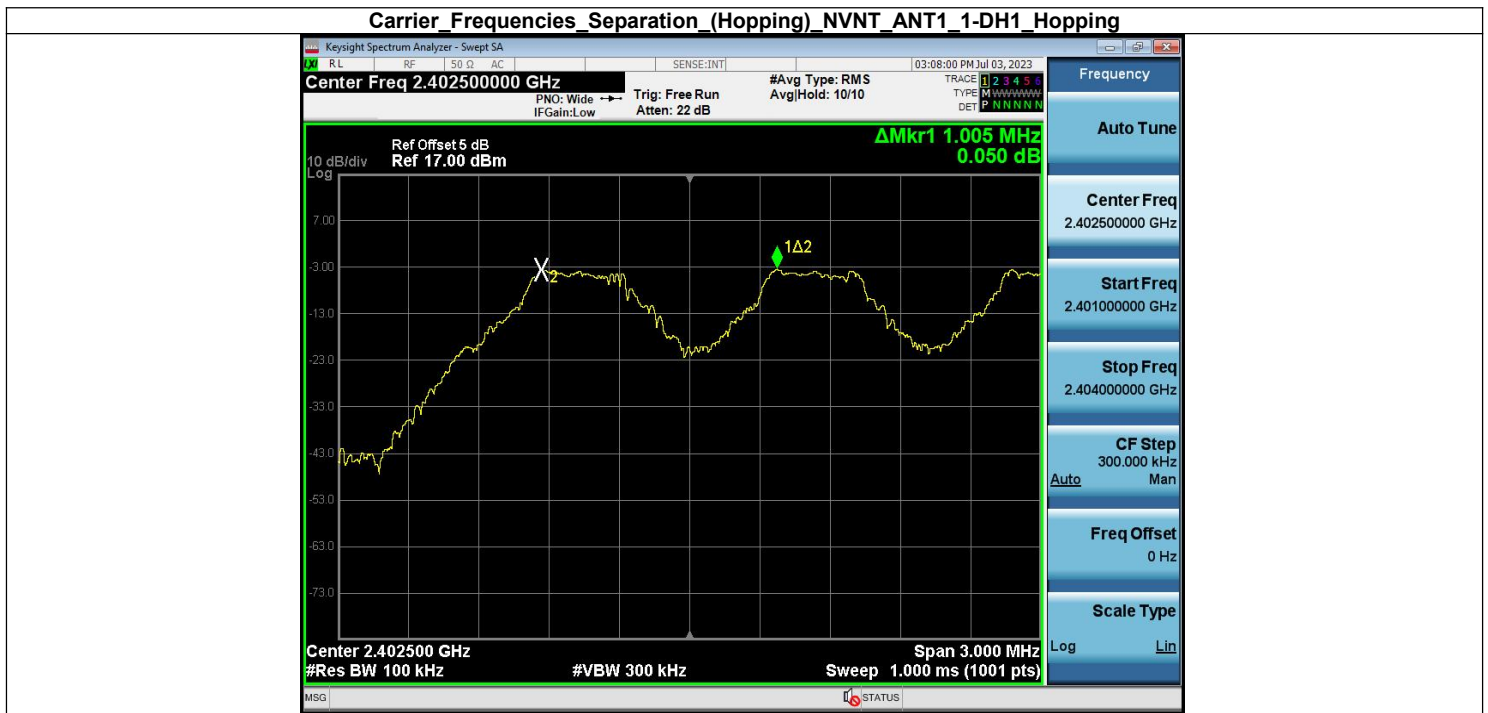 Carrier_Frequencies_Separation_(Hopping)_NVNT_ANT1_1-DH1_Hopping
Keysight Spectrum Analyzer - Swept SA
LXI RL RF 50 Ω AC SENSE:INT 03:08:00 PM Jul 03, 2023
Center Freq 2.402500000 GHz
PNO: Wide
IFGain:Low
Trig: Free Run
Atten: 22 dB
#Avg Type: RMS
Avg|Hold: 10/10
TRACE 1 2 3 4 5 6
TYPE M WWWWW
DET P N N N N N
Frequency
Auto Tune
Center Freq
2.402500000 GHz
Start Freq
2.401000000 GHz
Stop Freq
2.404000000 GHz
CF Step
300.000 kHz
Auto Man
Freq Offset
0 Hz
Scale Type
Log Lin
ΔMkr1 1.005 MHz
0.050 dB
Ref Offset 5 dB
10 dB/div Ref 17.00 dBm
Log
7.00
-3.00
-13.0
-23.0
-33.0
-43.0
-53.0
-63.0
-73.0
X2
1Δ2
Center 2.402500 GHz Span 3.000 MHz
#Res BW 100 kHz #VBW 300 kHz Sweep 1.000 ms (1001 pts)
MSG STATUS